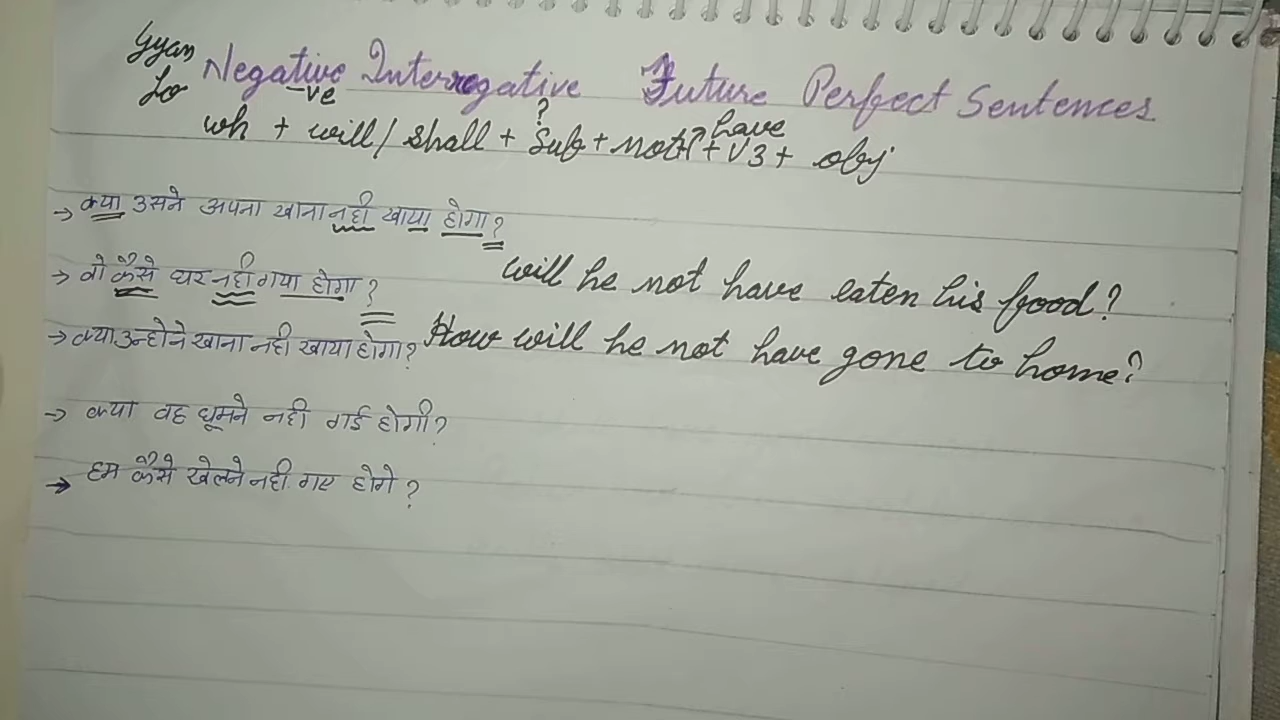 Gyan Negative Interrogative Future Perfect Sentences
Lo -ve ?
wh + will / shall + Sub + not + have + V3 + obj
→ क्या उसने अपना खाना नही खाया होगा?
will he not have eaten his food?
→ वो कैसे घर नही गया होगा?
How will he not have gone to home?
→ क्या उन्होने खाना नही खाया होगा?
→ क्या वह घूमने नही गई होगी?
→ हम कैसे खेलने नही गए होगे?